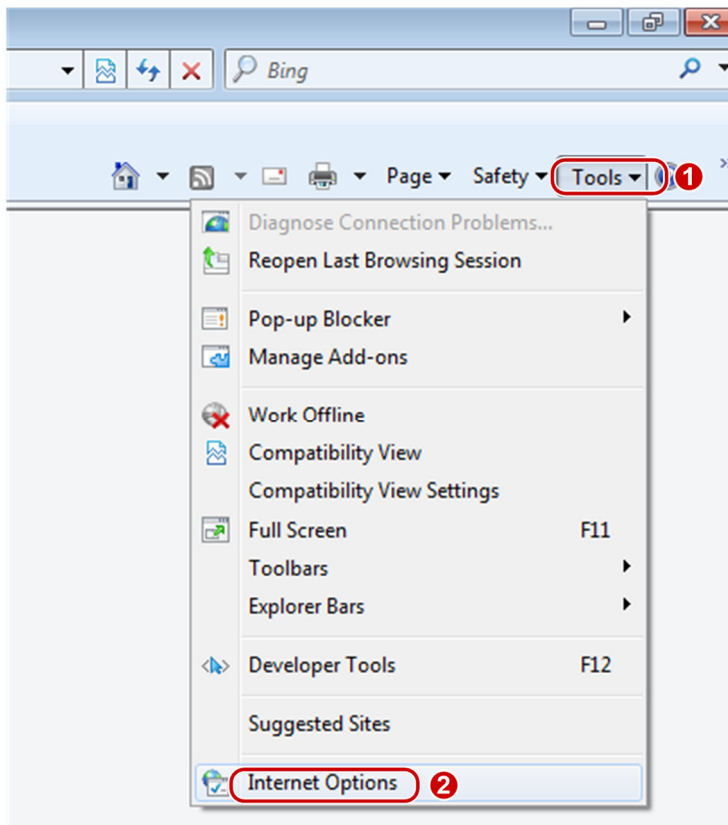 Bing
Page Safety Tools 1
Diagnose Connection Problems...
Reopen Last Browsing Session
Pop-up Blocker
Manage Add-ons
Work Offline
Compatibility View
Compatibility View Settings
Full Screen F11
Toolbars
Explorer Bars
Developer Tools F12
Suggested Sites
Internet Options 2